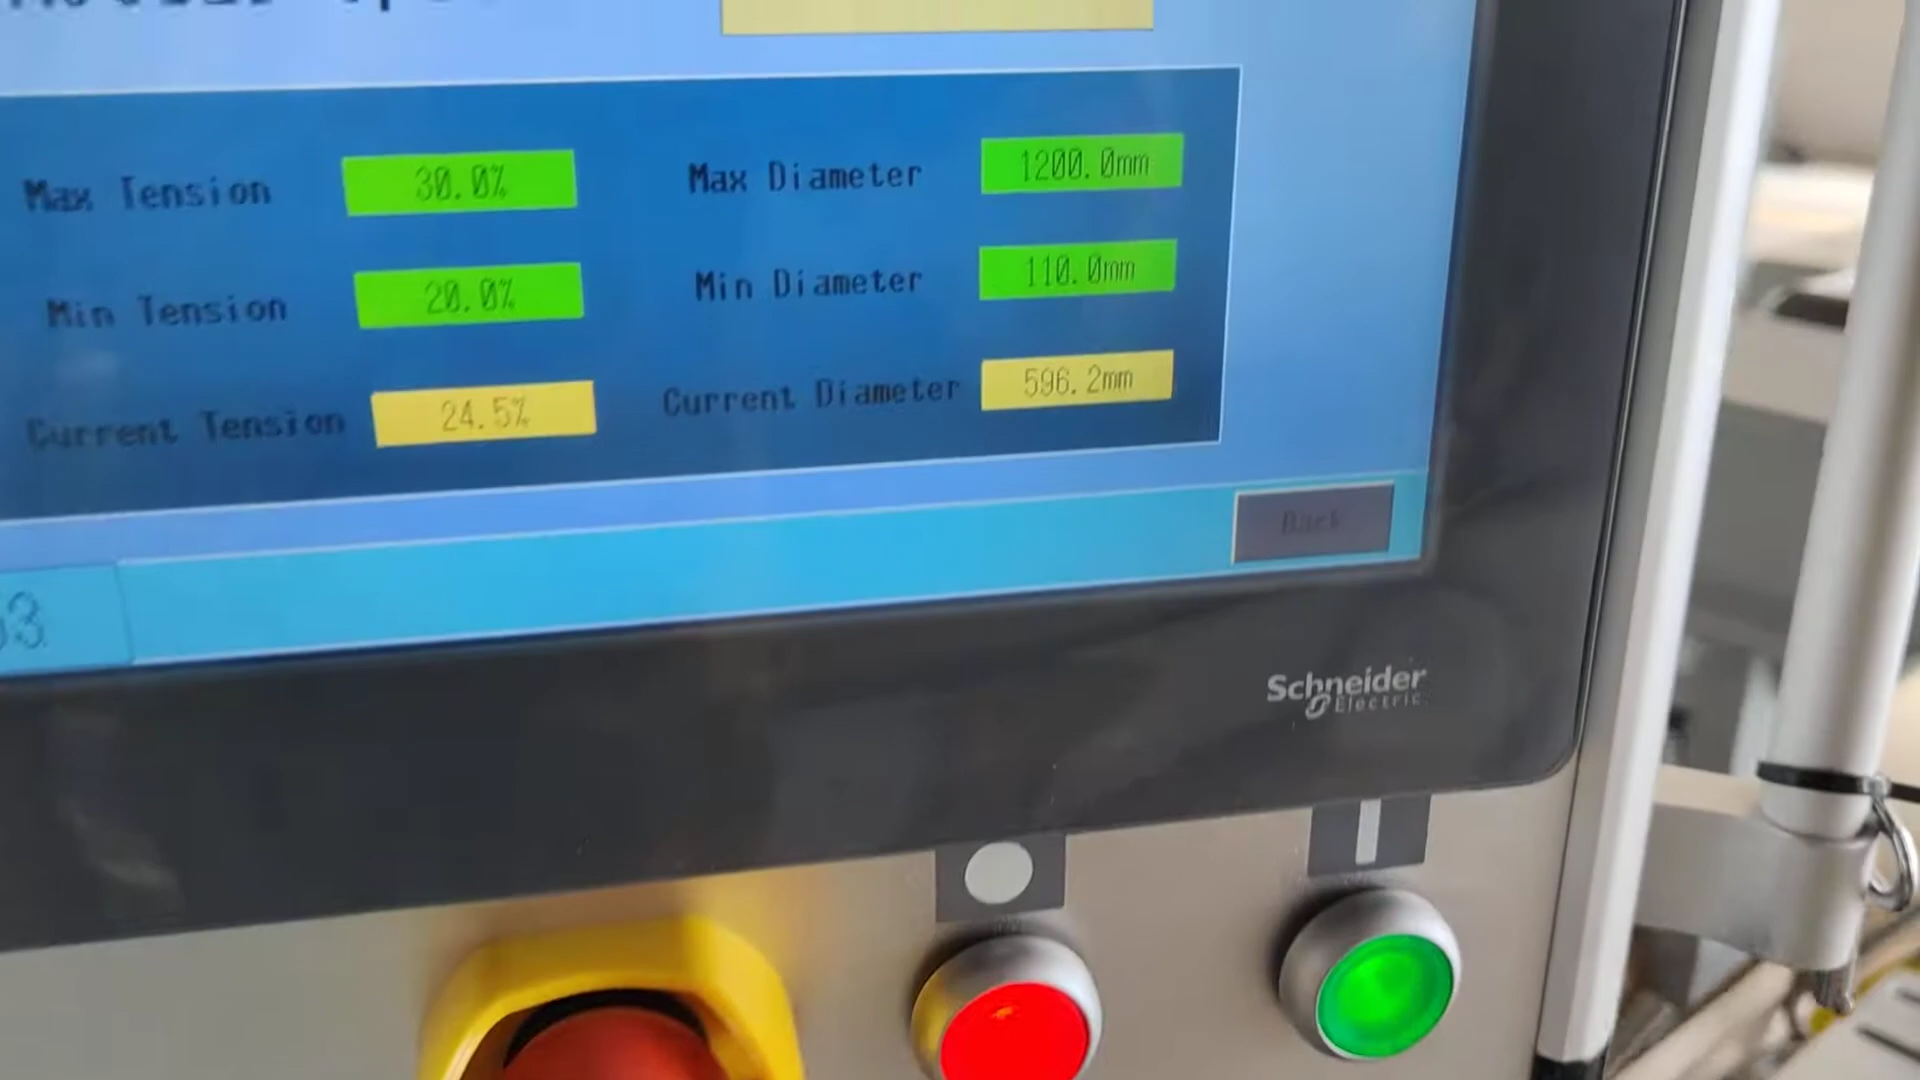 Max Tension 30.0% Max Diameter 1200.0mm
Min Tension 20.0% Min Diameter 110.0mm
Current Tension 24.5% Current Diameter 596.2mm
Back
Schneider
Electric